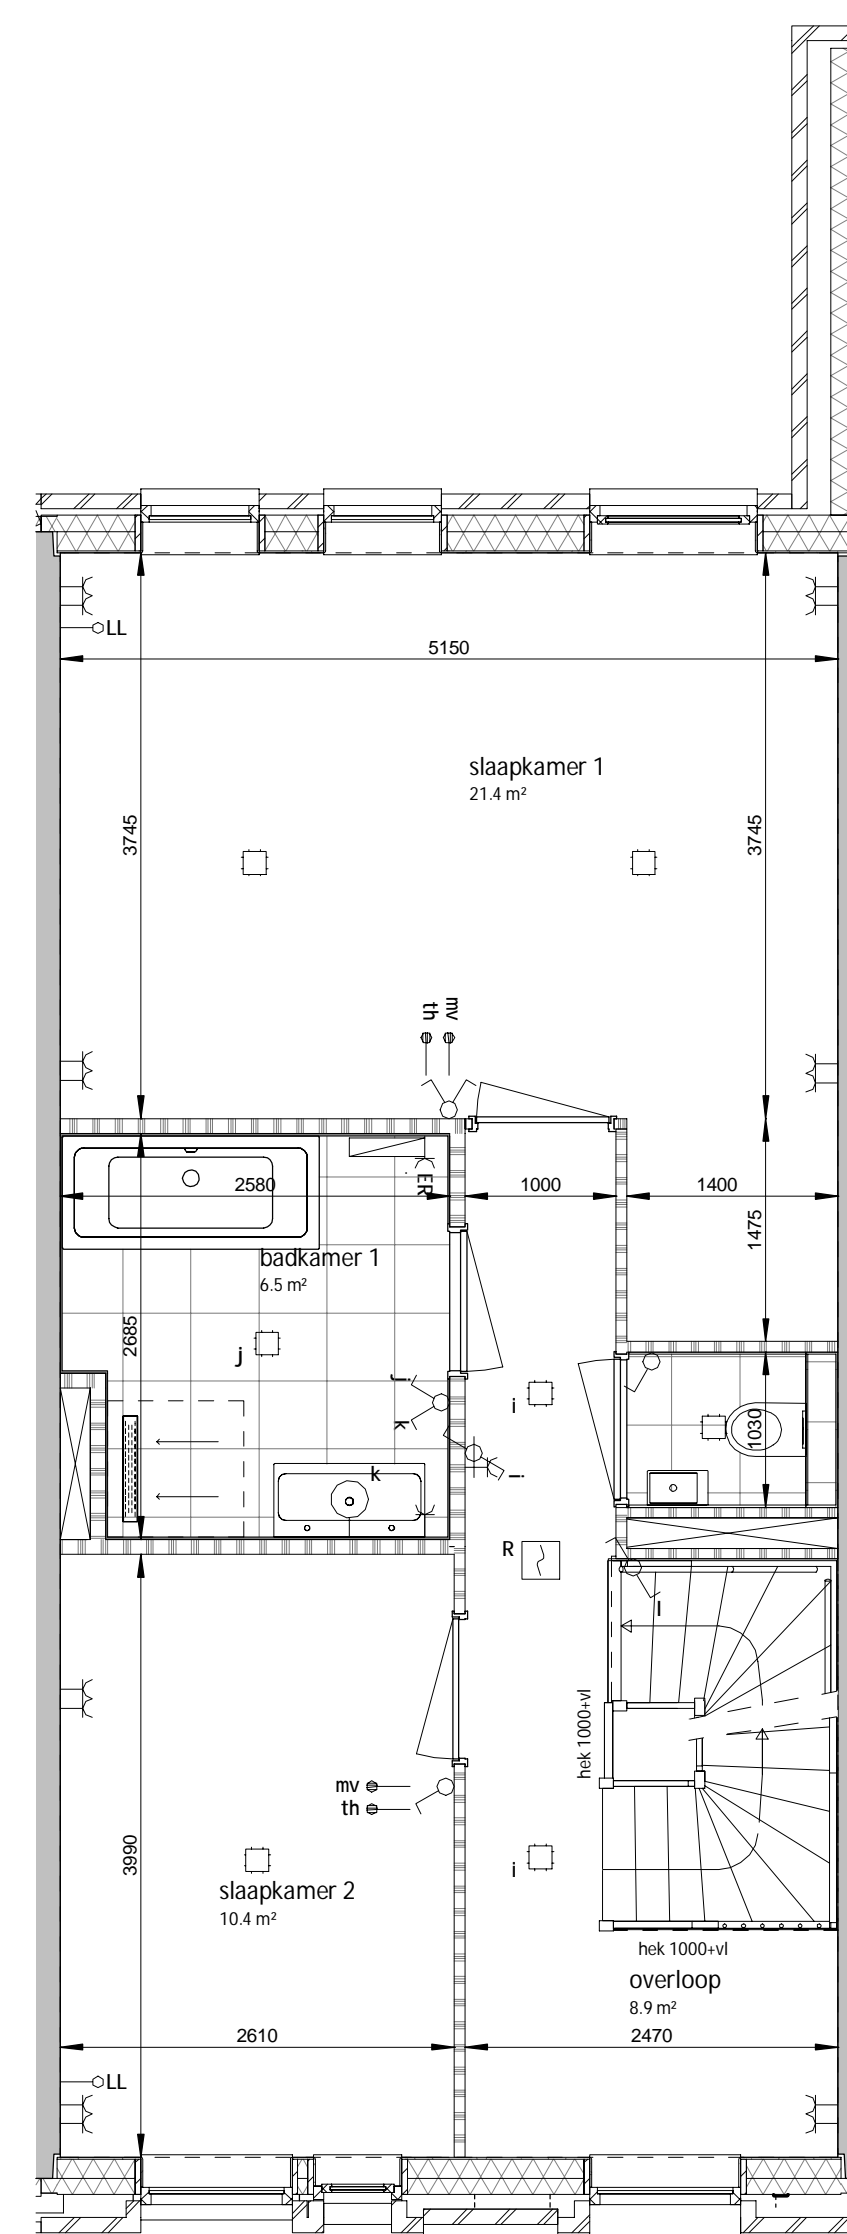 LL
5150
slaapkamer 1
21.4 m²
3745
3745
th
mv
2580
ER
1000
1400
1475
badkamer 1
6.5 m²
2685
j
j
k
i
1030
k
i
R
l
hek 1000+vl
mv
th
3990
slaapkamer 2
10.4 m²
i
hek 1000+vl
overloop
8.9 m²
2610
2470
LL